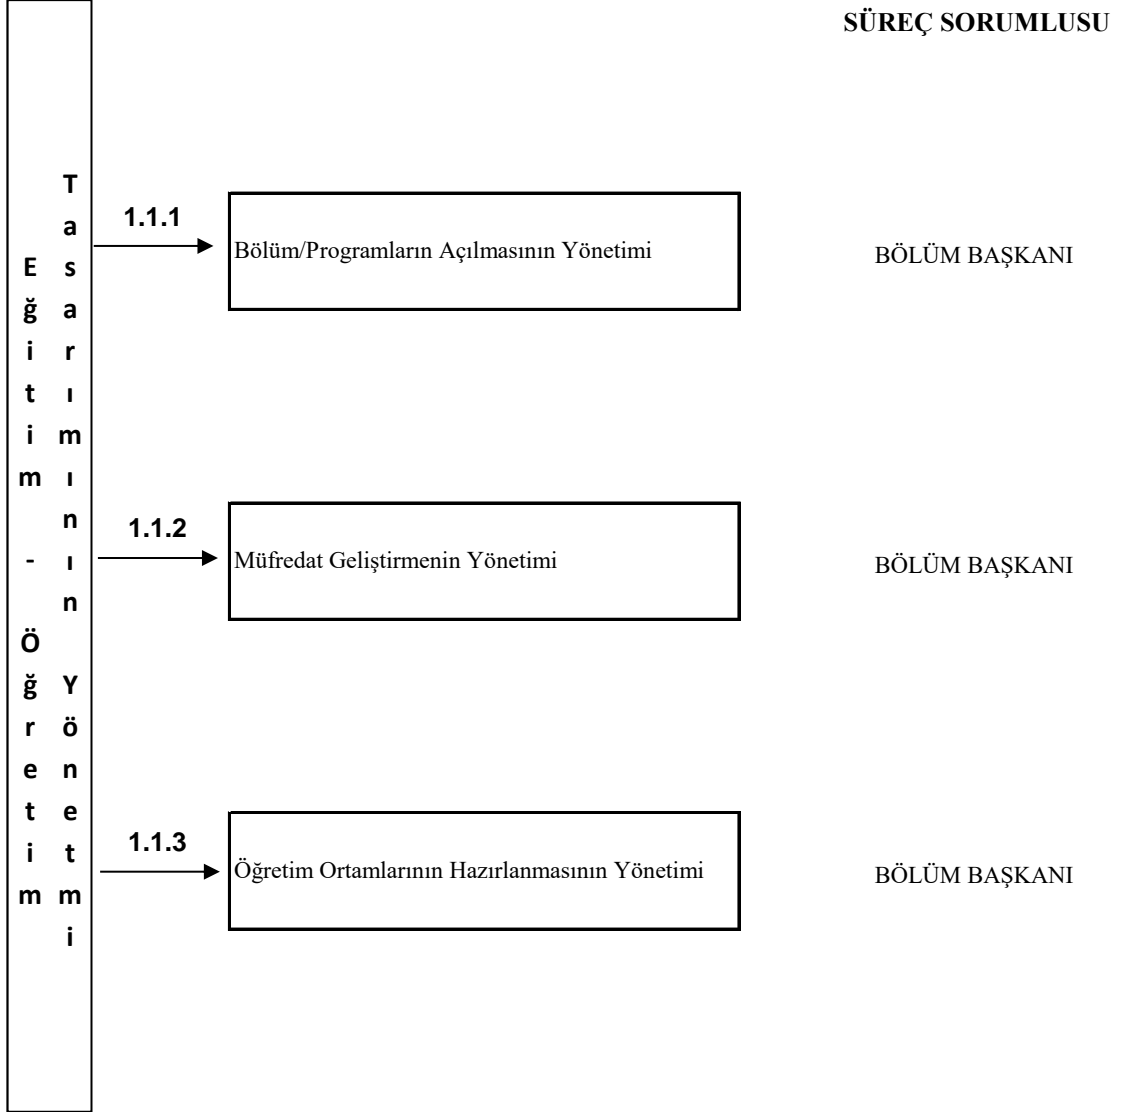 SÜREÇ SORUMLUSU
Eğitim - Öğretim
Tasarımının Yönetmi
1.1.1
Bölüm/Programların Açılmasının Yönetimi
BÖLÜM BAŞKANI
1.1.2
Müfredat Geliştirmenin Yönetimi
BÖLÜM BAŞKANI
1.1.3
Öğretim Ortamlarının Hazırlanmasının Yönetimi
BÖLÜM BAŞKANI